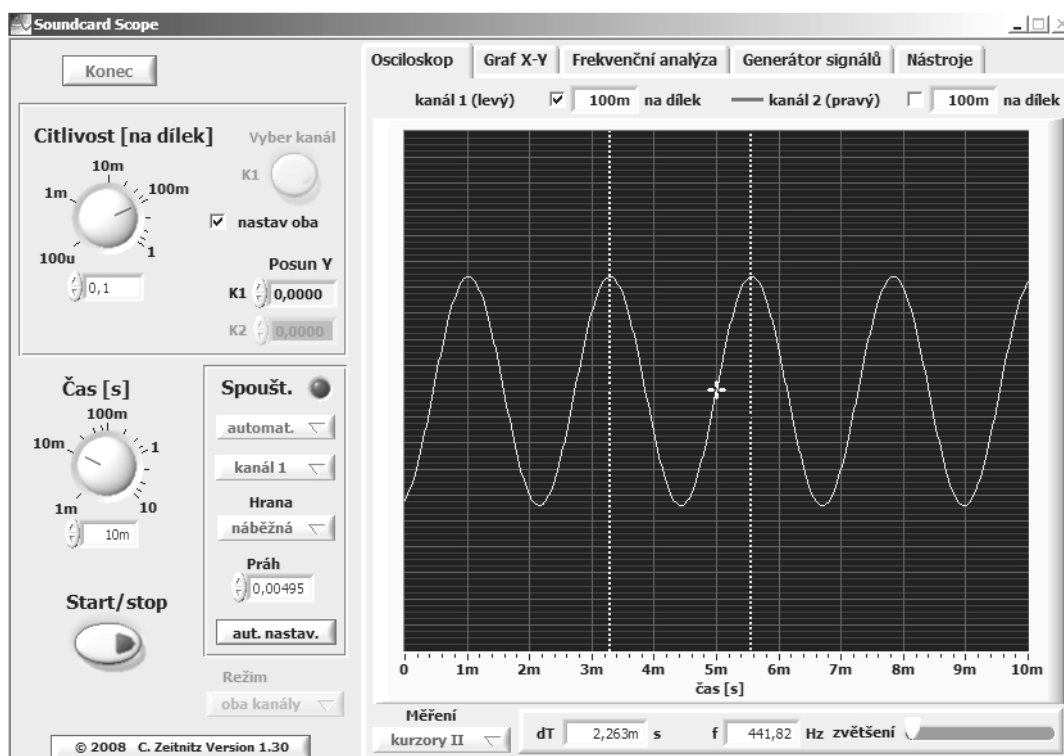 Soundcard Scope
Konec
Citlivost [na dílek]
Vyber kanál
10m
1m
100m
K1
nastav oba
100u
1
0,1
Posun Y
K1 0,0000
K2 0,0000
Čas [s]
100m
10m
1
1m
10
10m
Start/stop
Spoušt.
automat.
kanál 1
Hrana
náběžná
Práh
0,00495
aut. nastav.
Režim
oba kanály
© 2008 C. Zeitnitz Version 1.30
Osciloskop Graf X-Y Frekvenční analýza Generátor signálů Nástroje
kanál 1 (levý) 100m na dílek kanál 2 (pravý) 100m na dílek
0 1m 2m 3m 4m 5m 6m 7m 8m 9m 10m
čas [s]
Měření
kurzory II
dT 2,263m s f 441,82 Hz zvětšení